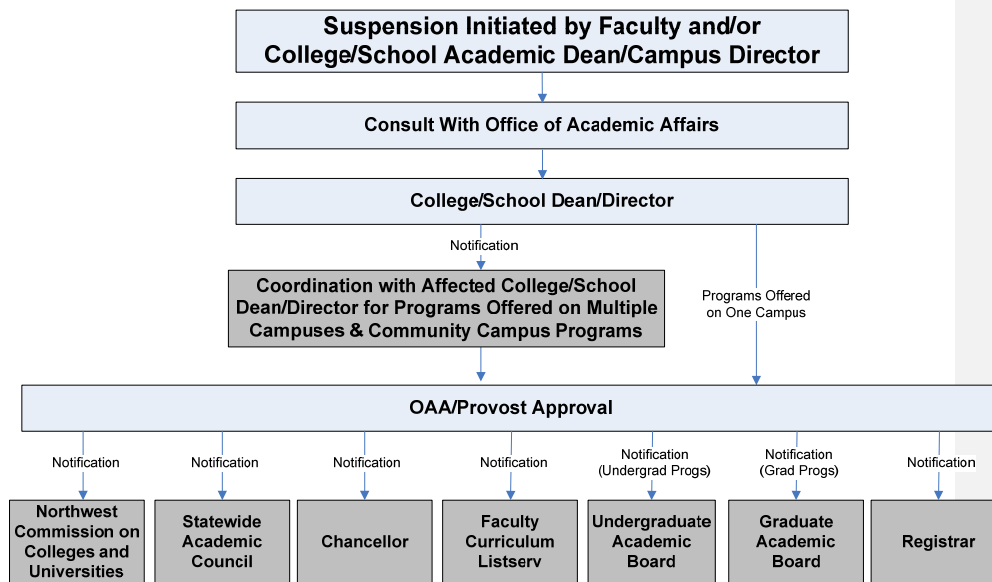 Suspension Initiated by Faculty and/or
College/School Academic Dean/Campus Director
Consult With Office of Academic Affairs
College/School Dean/Director
Notification
Coordination with Affected College/School
Dean/Director for Programs Offered on Multiple
Campuses & Community Campus Programs
Programs Offered
on One Campus
OAA/Provost Approval
Notification
Notification
Notification
Notification
Notification
(Undergrad Progs)
Notification
(Grad Progs)
Notification
Northwest
Commission on
Colleges and
Universities
Statewide
Academic
Council
Chancellor
Faculty
Curriculum
Listserv
Undergraduate
Academic
Board
Graduate
Academic
Board
Registrar